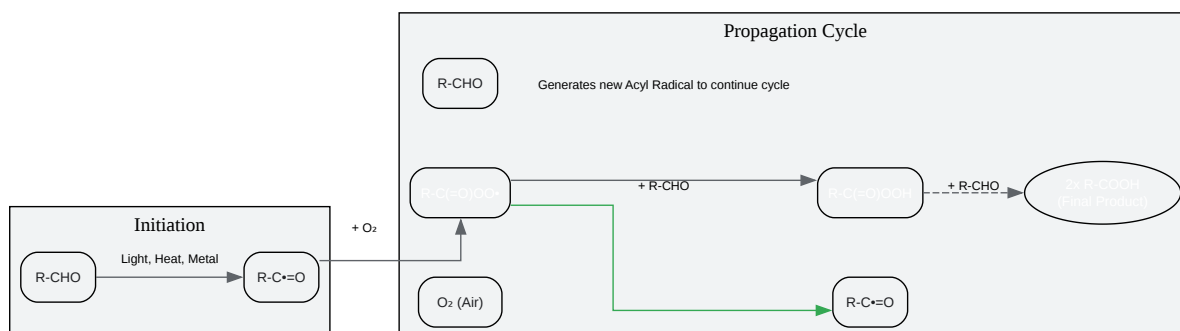 Propagation Cycle
R-CHO
Generates new Acyl Radical to continue cycle
R-C(=O)OO•
+ R-CHO
R-C(=O)OOH
+ R-CHO
2x R-COOH
(Final Product)
Initiation
+ O₂
R-CHO
Light, Heat, Metal
R-C•=O
O₂ (Air)
R-C•=O